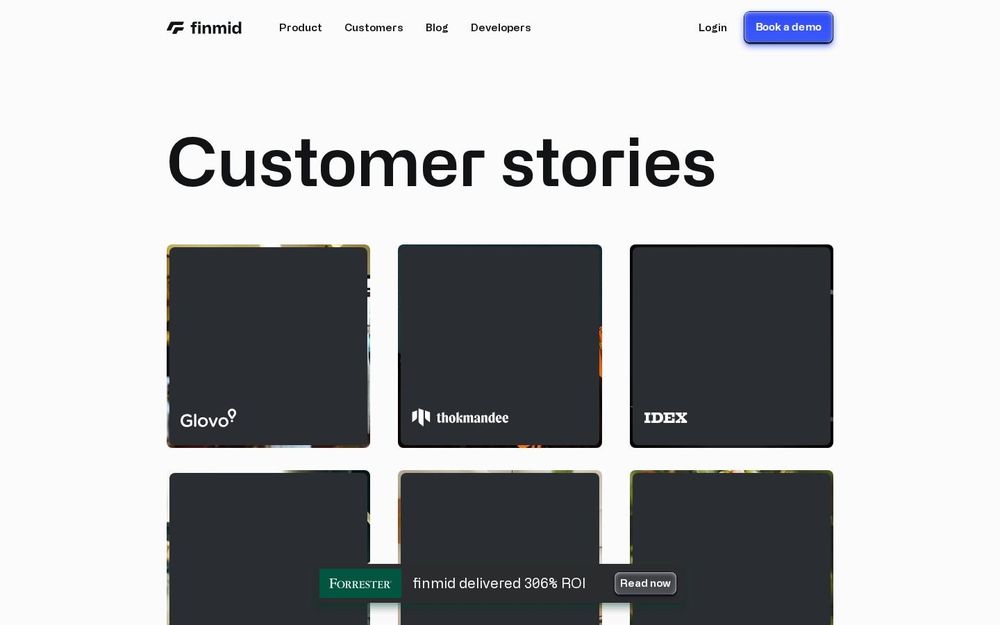 finmid
Product
Customers
Blog
Developers
Login
Book a demo
Customer stories
Glovo
thokmandee
IDEX
FORRESTER
finmid delivered 306% ROI
Read now